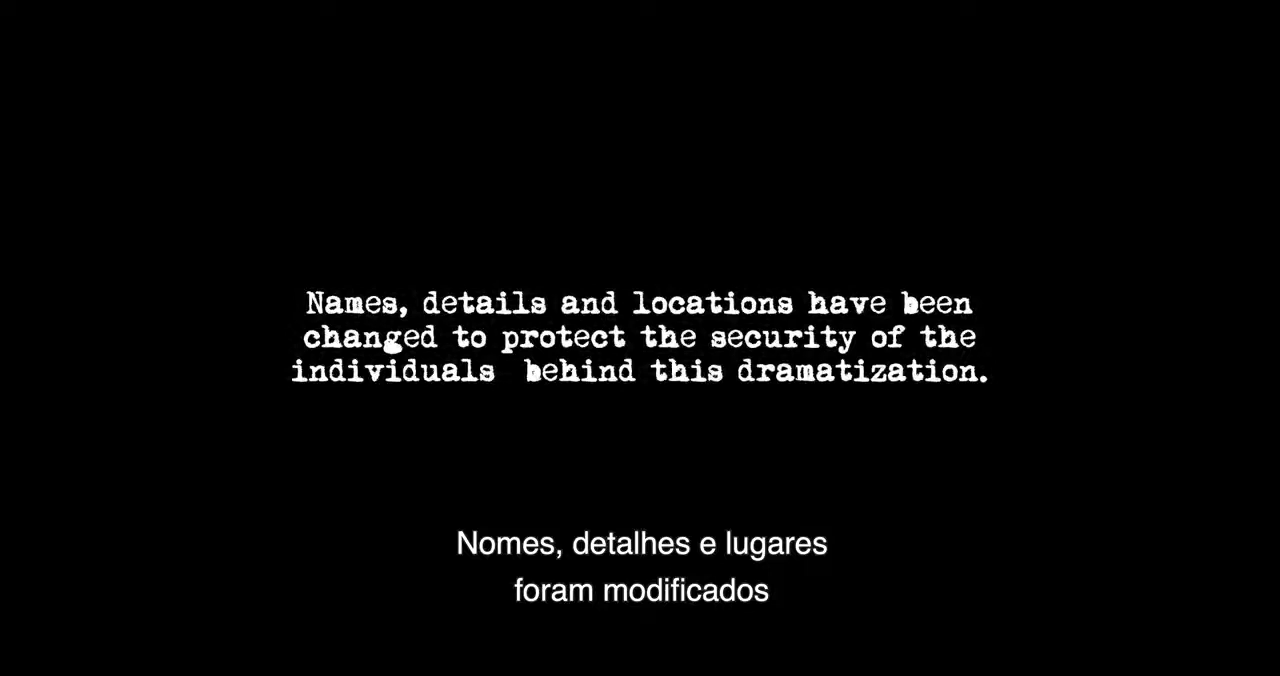 Names, details and locations have been
changed to protect the security of the
individuals behind this dramatization.
Nomes, detalhes e lugares
foram modificados